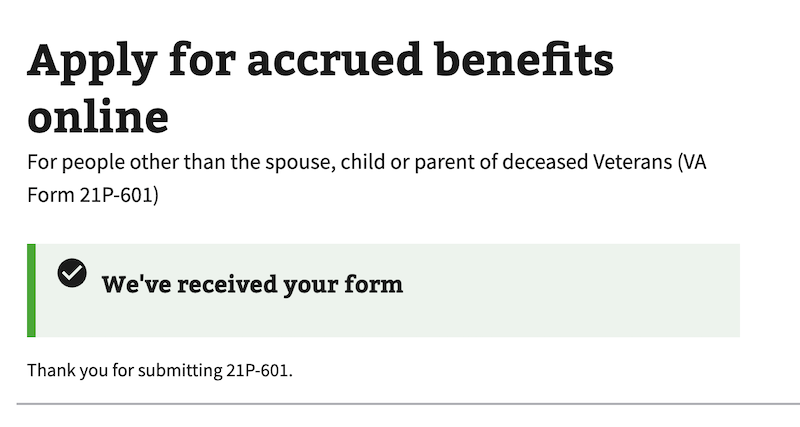 Apply for accrued benefits
online
For people other than the spouse, child or parent of deceased Veterans (VA
Form 21P-601)
We've received your form
Thank you for submitting 21P-601.